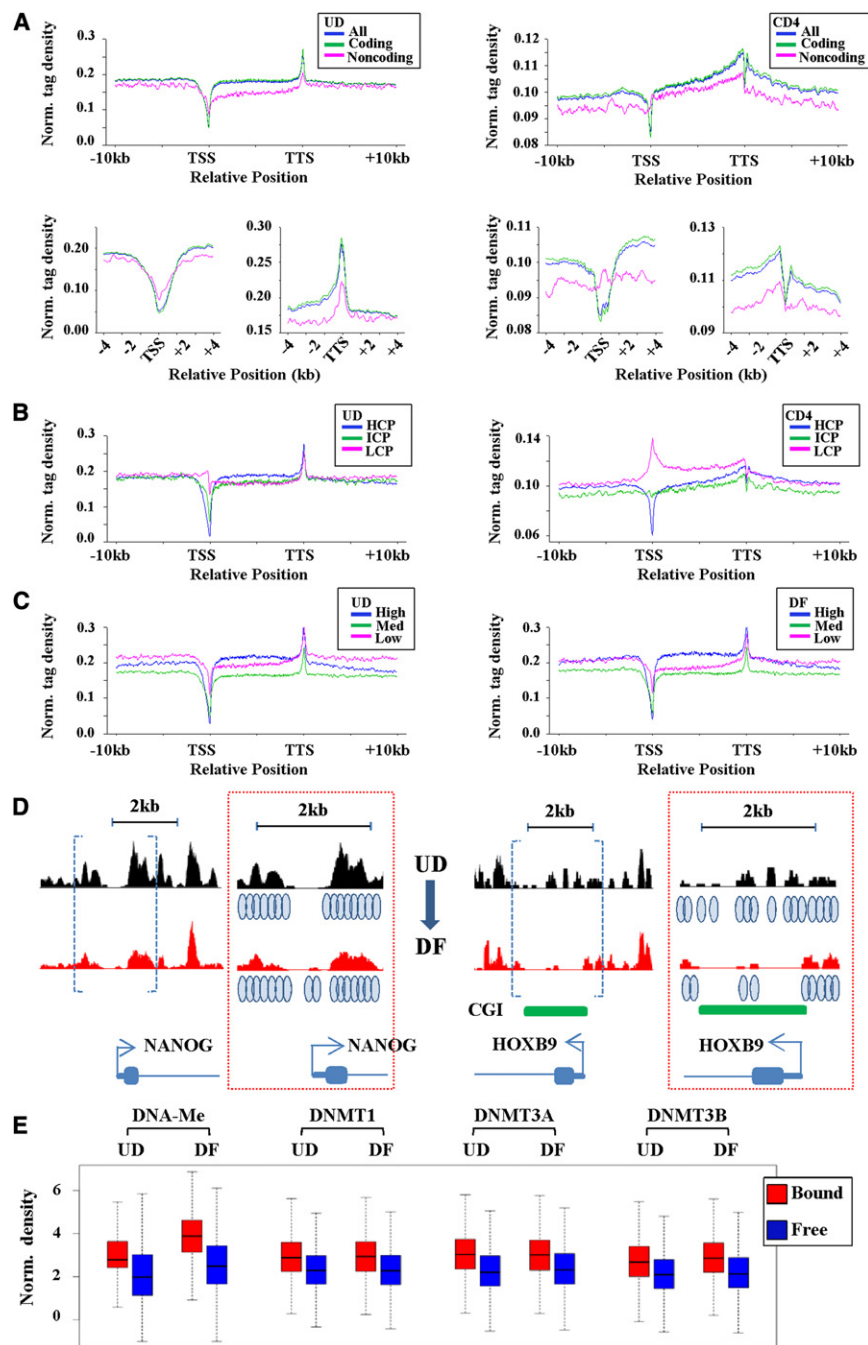 A
UD
All
Coding
Noncoding
Norm. tag density
0.3
0.2
0.1
0.0
-10kb TSS TTS +10kb
Relative Position
CD4
All
Coding
Noncoding
Norm. tag density
0.12
0.11
0.10
0.09
0.08
-10kb TSS TTS +10kb
Relative Position
Norm. tag density
0.20
0.10
0.00
-4 -2 TSS +2 +4
0.30
0.25
0.20
0.15
-4 -2 TTS +2 +4
Relative Position (kb)
Norm. tag density
0.11
0.10
0.09
0.08
-4 -2 TSS +2 +4
0.13
0.11
0.09
-4 -2 TTS +2 +4
Relative Position (kb)
B
UD
HCP
ICP
LCP
Norm. tag density
0.3
0.2
0.1
0.0
-10kb TSS TTS +10kb
Relative Position
CD4
HCP
ICP
LCP
Norm. tag density
0.14
0.10
0.06
-10kb TSS TTS +10kb
Relative Position
C
UD
High
Med
Low
Norm. tag density
0.3
0.2
0.1
0.0
-10kb TSS TTS +10kb
Relative Position
DF
High
Med
Low
Norm. tag density
0.3
0.2
0.1
0.0
-10kb TSS TTS +10kb
Relative Position
D
2kb 2kb 2kb 2kb
UD
DF
CGI
NANOG NANOG HOXB9 HOXB9
E
DNA-Me DNMT1 DNMT3A DNMT3B
UD DF UD DF UD DF UD DF
Norm. density
6
4
2
0
Bound
Free